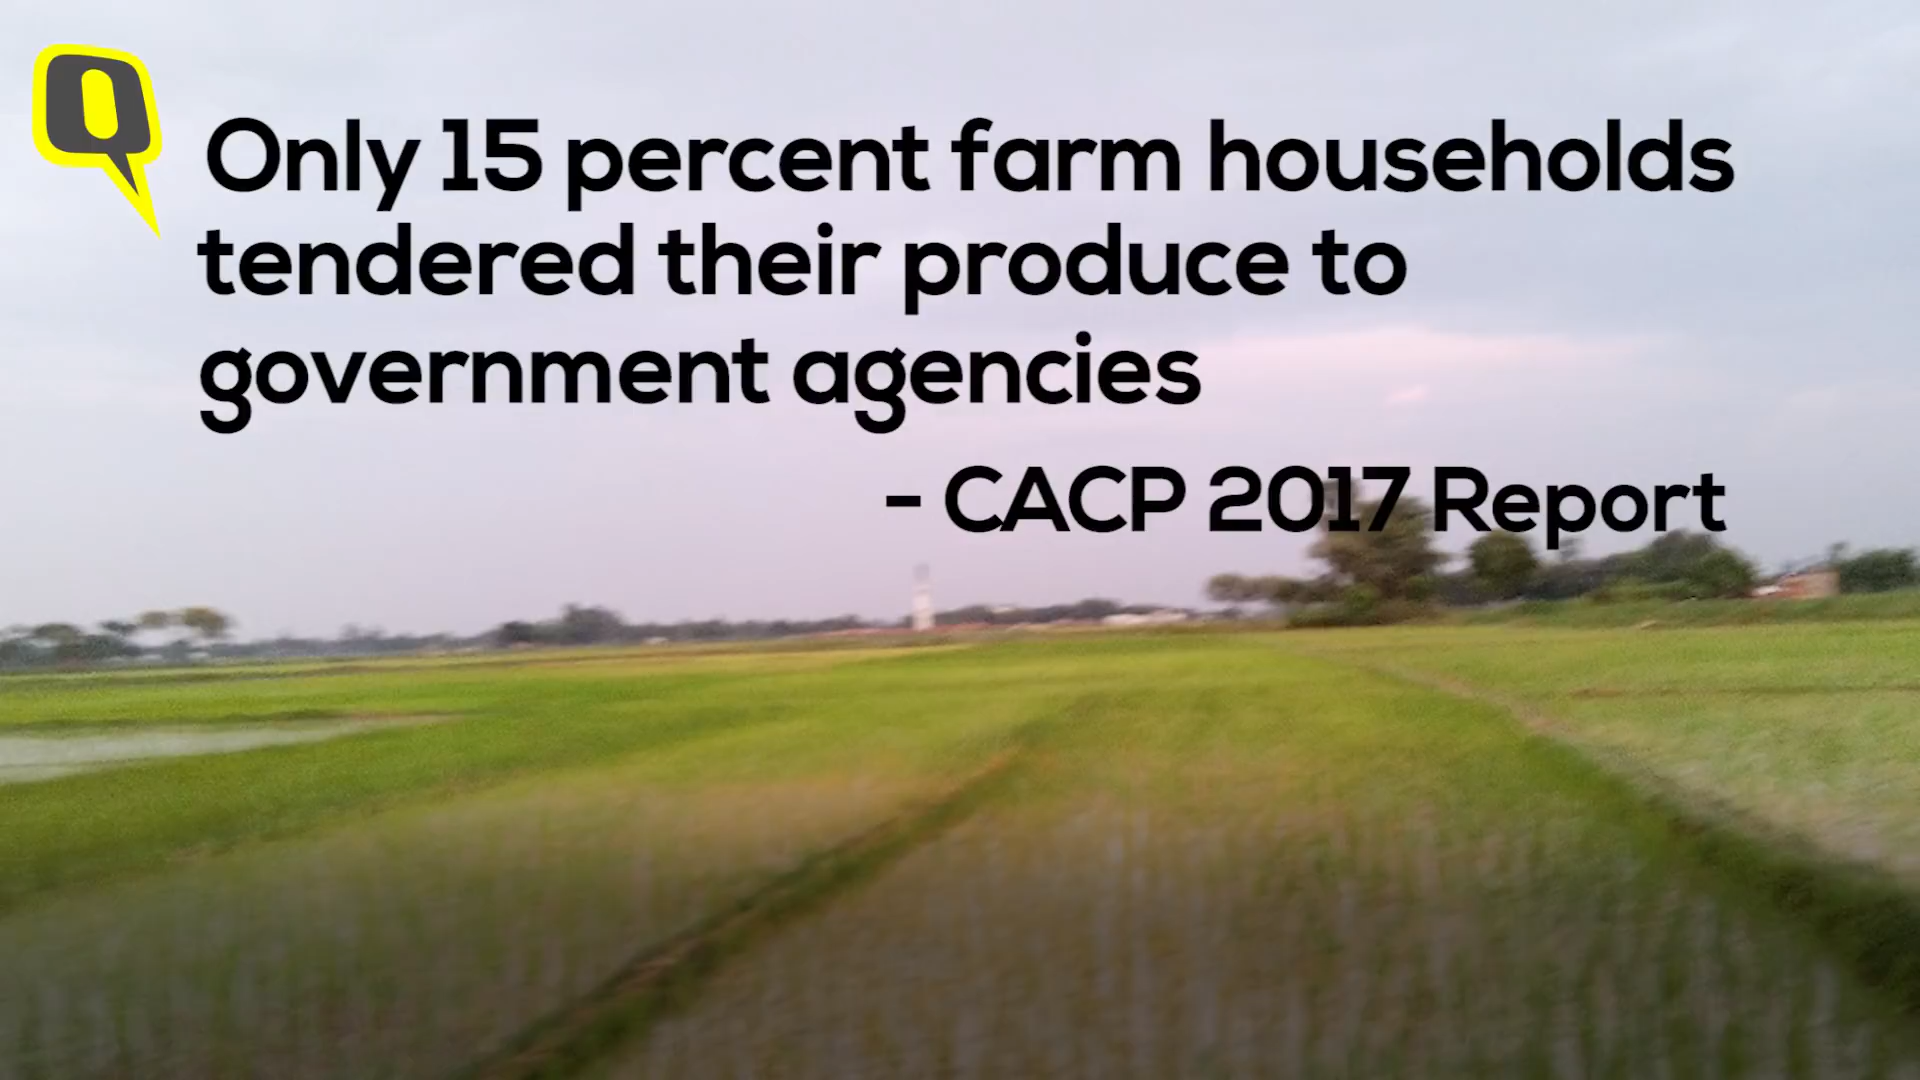 Q
Only 15 percent farm households
tendered their produce to
government agencies
- CACP 2017 Report